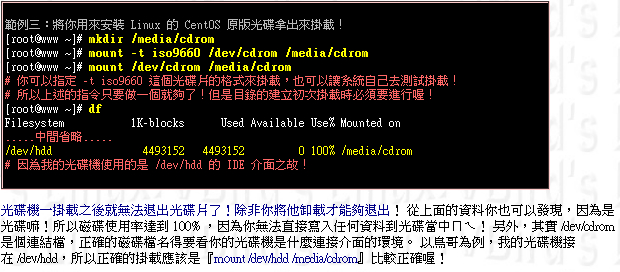 範例三：將你用來安裝 Linux 的 CentOS 原版光碟拿出來掛載！
[root@www ~]# mkdir /media/cdrom
[root@www ~]# mount -t iso9660 /dev/cdrom /media/cdrom
[root@www ~]# mount /dev/cdrom /media/cdrom
# 你可以指定 -t iso9660 這個光碟片的格式來掛載，也可以讓系統自己去測試掛載！
# 所以上述的指令只要做一個就夠了！但是目錄的建立初次掛載時必須要進行喔！
[root@www ~]# df
Filesystem 1K-blocks Used Available Use% Mounted on
.....中間省略.....
/dev/hdd 4493152 4493152 0 100% /media/cdrom
# 因為我的光碟機使用的是 /dev/hdd 的 IDE 介面之故！
光碟機一掛載之後就無法退出光碟片了！除非你將他卸載才能夠退出！ 從上面的資料你也可以發現，因為是
光碟嘛！所以磁碟使用率達到 100% ，因為你無法直接寫入任何資料到光碟當中ㄇㄟ！ 另外，其實 /dev/cdrom
是個連結檔，正確的磁碟檔名得要看你的光碟機是什麼連接介面的環境。 以鳥哥為例，我的光碟機接
在 /dev/hdd，所以正確的掛載應該是『mount /dev/hdd /media/cdrom』比較正確喔！